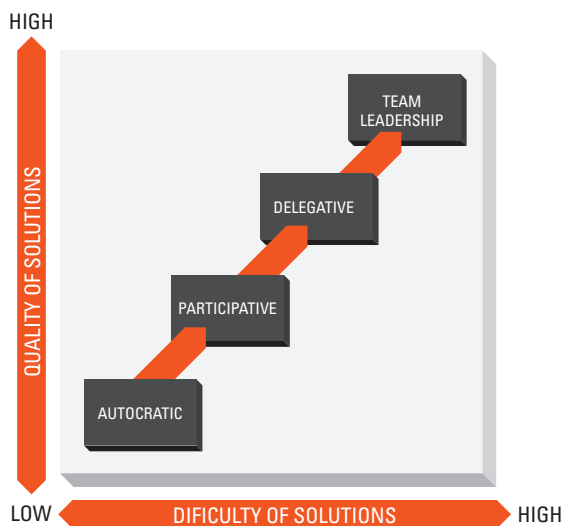 HIGH
TEAM
LEADERSHIP
DELEGATIVE
QUALITY OF SOLUTIONS
PARTICIPATIVE
AUTOCRATIC
LOW
DIFICULTY OF SOLUTIONS
HIGH